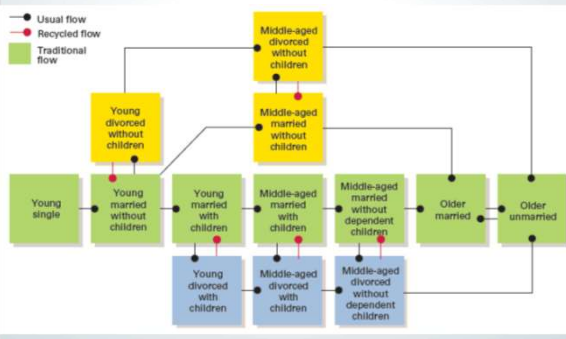 Usual flow
Recycled flow
Traditional
flow
Middle-aged
divorced
without
children
Young
divorced
without
children
Middle-aged
married
without
children
Young
single
Young
married
without
children
Young
married
with
children
Middle-aged
married
with
children
Middle-aged
married
without
dependent
children
Older
married
Older
unmarried
Young
divorced
with
children
Middle-aged
divorced
with
children
Middle-aged
divorced
without
dependent
children